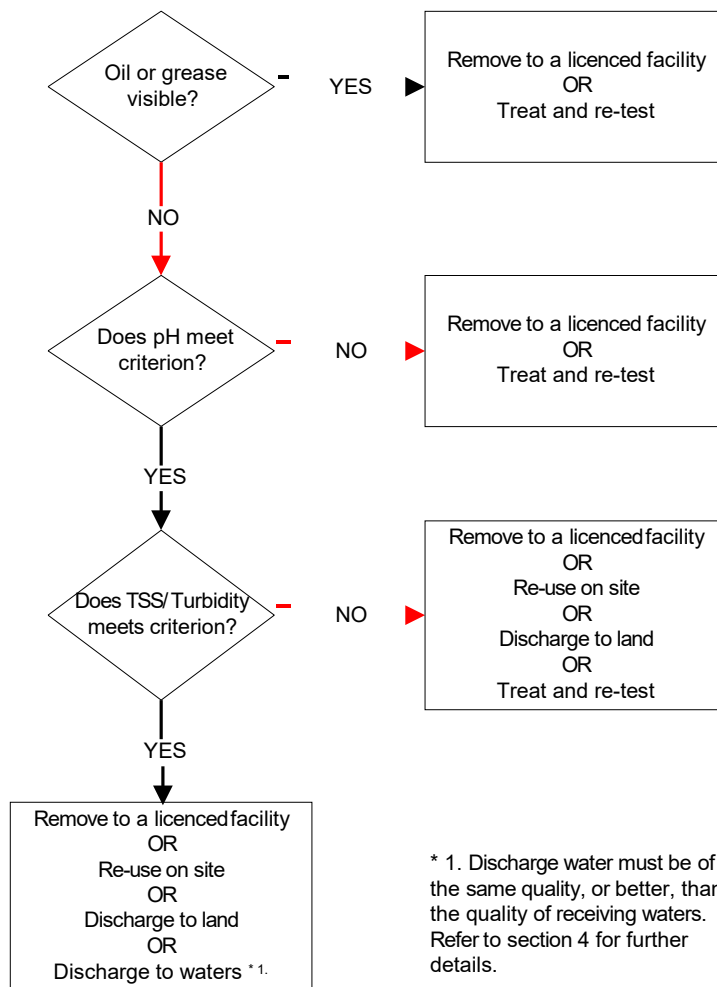 Oil or grease
visible?
YES
Remove to a licenced facility
OR
Treat and re-test
NO
Does pH meet
criterion?
NO
Remove to a licenced facility
OR
Treat and re-test
YES
Does TSS/ Turbidity
meets criterion?
NO
Remove to a licenced facility
OR
Re-use on site
OR
Discharge to land
OR
Treat and re-test
YES
Remove to a licenced facility
OR
Re-use on site
OR
Discharge to land
OR
Discharge to waters * 1.
* 1. Discharge water must be of
the same quality, or better, than
the quality of receiving waters.
Refer to section 4 for further
details.